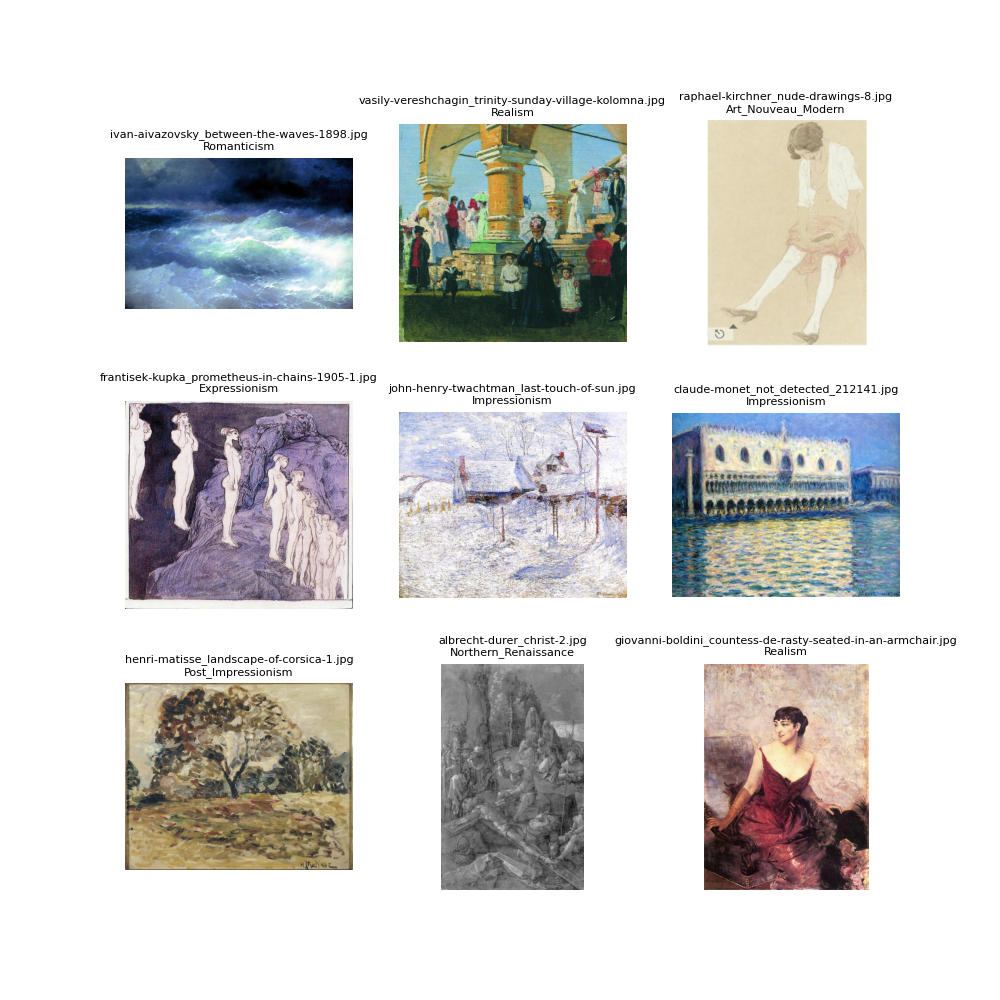 ivan-aivazovsky_between-the-waves-1898.jpg
Romanticism
vasily-vereshchagin_trinity-sunday-village-kolomna.jpg
Realism
raphael-kirchner_nude-drawings-8.jpg
Art_Nouveau_Modern
frantisek-kupka_prometheus-in-chains-1905-1.jpg
Expressionism
john-henry-twachtman_last-touch-of-sun.jpg
Impressionism
claude-monet_not_detected_212141.jpg
Impressionism
henri-matisse_landscape-of-corsica-1.jpg
Post_Impressionism
albrecht-durer_christ-2.jpg
Northern_Renaissance
giovanni-boldini_countess-de-rasty-seated-in-an-armchair.jpg
Realism